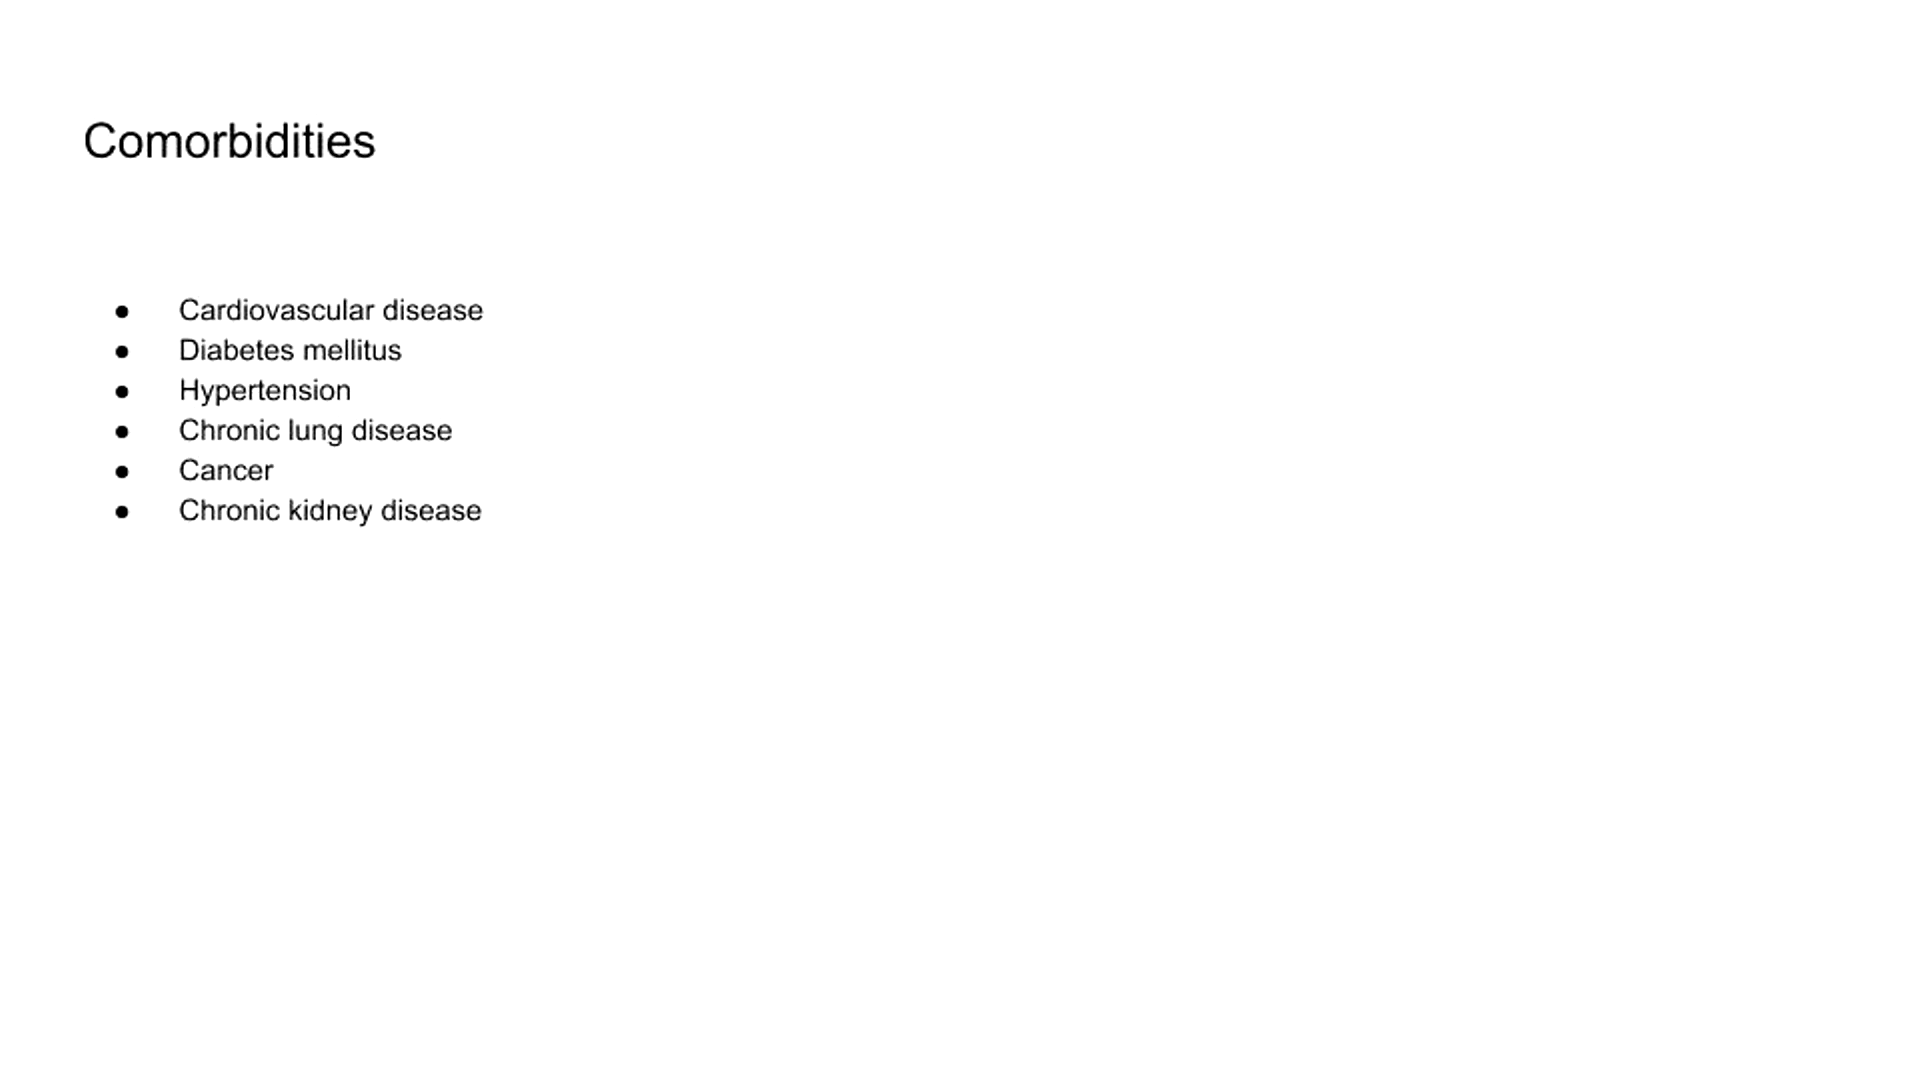 Comorbidities
● Cardiovascular disease
● Diabetes mellitus
● Hypertension
● Chronic lung disease
● Cancer
● Chronic kidney disease